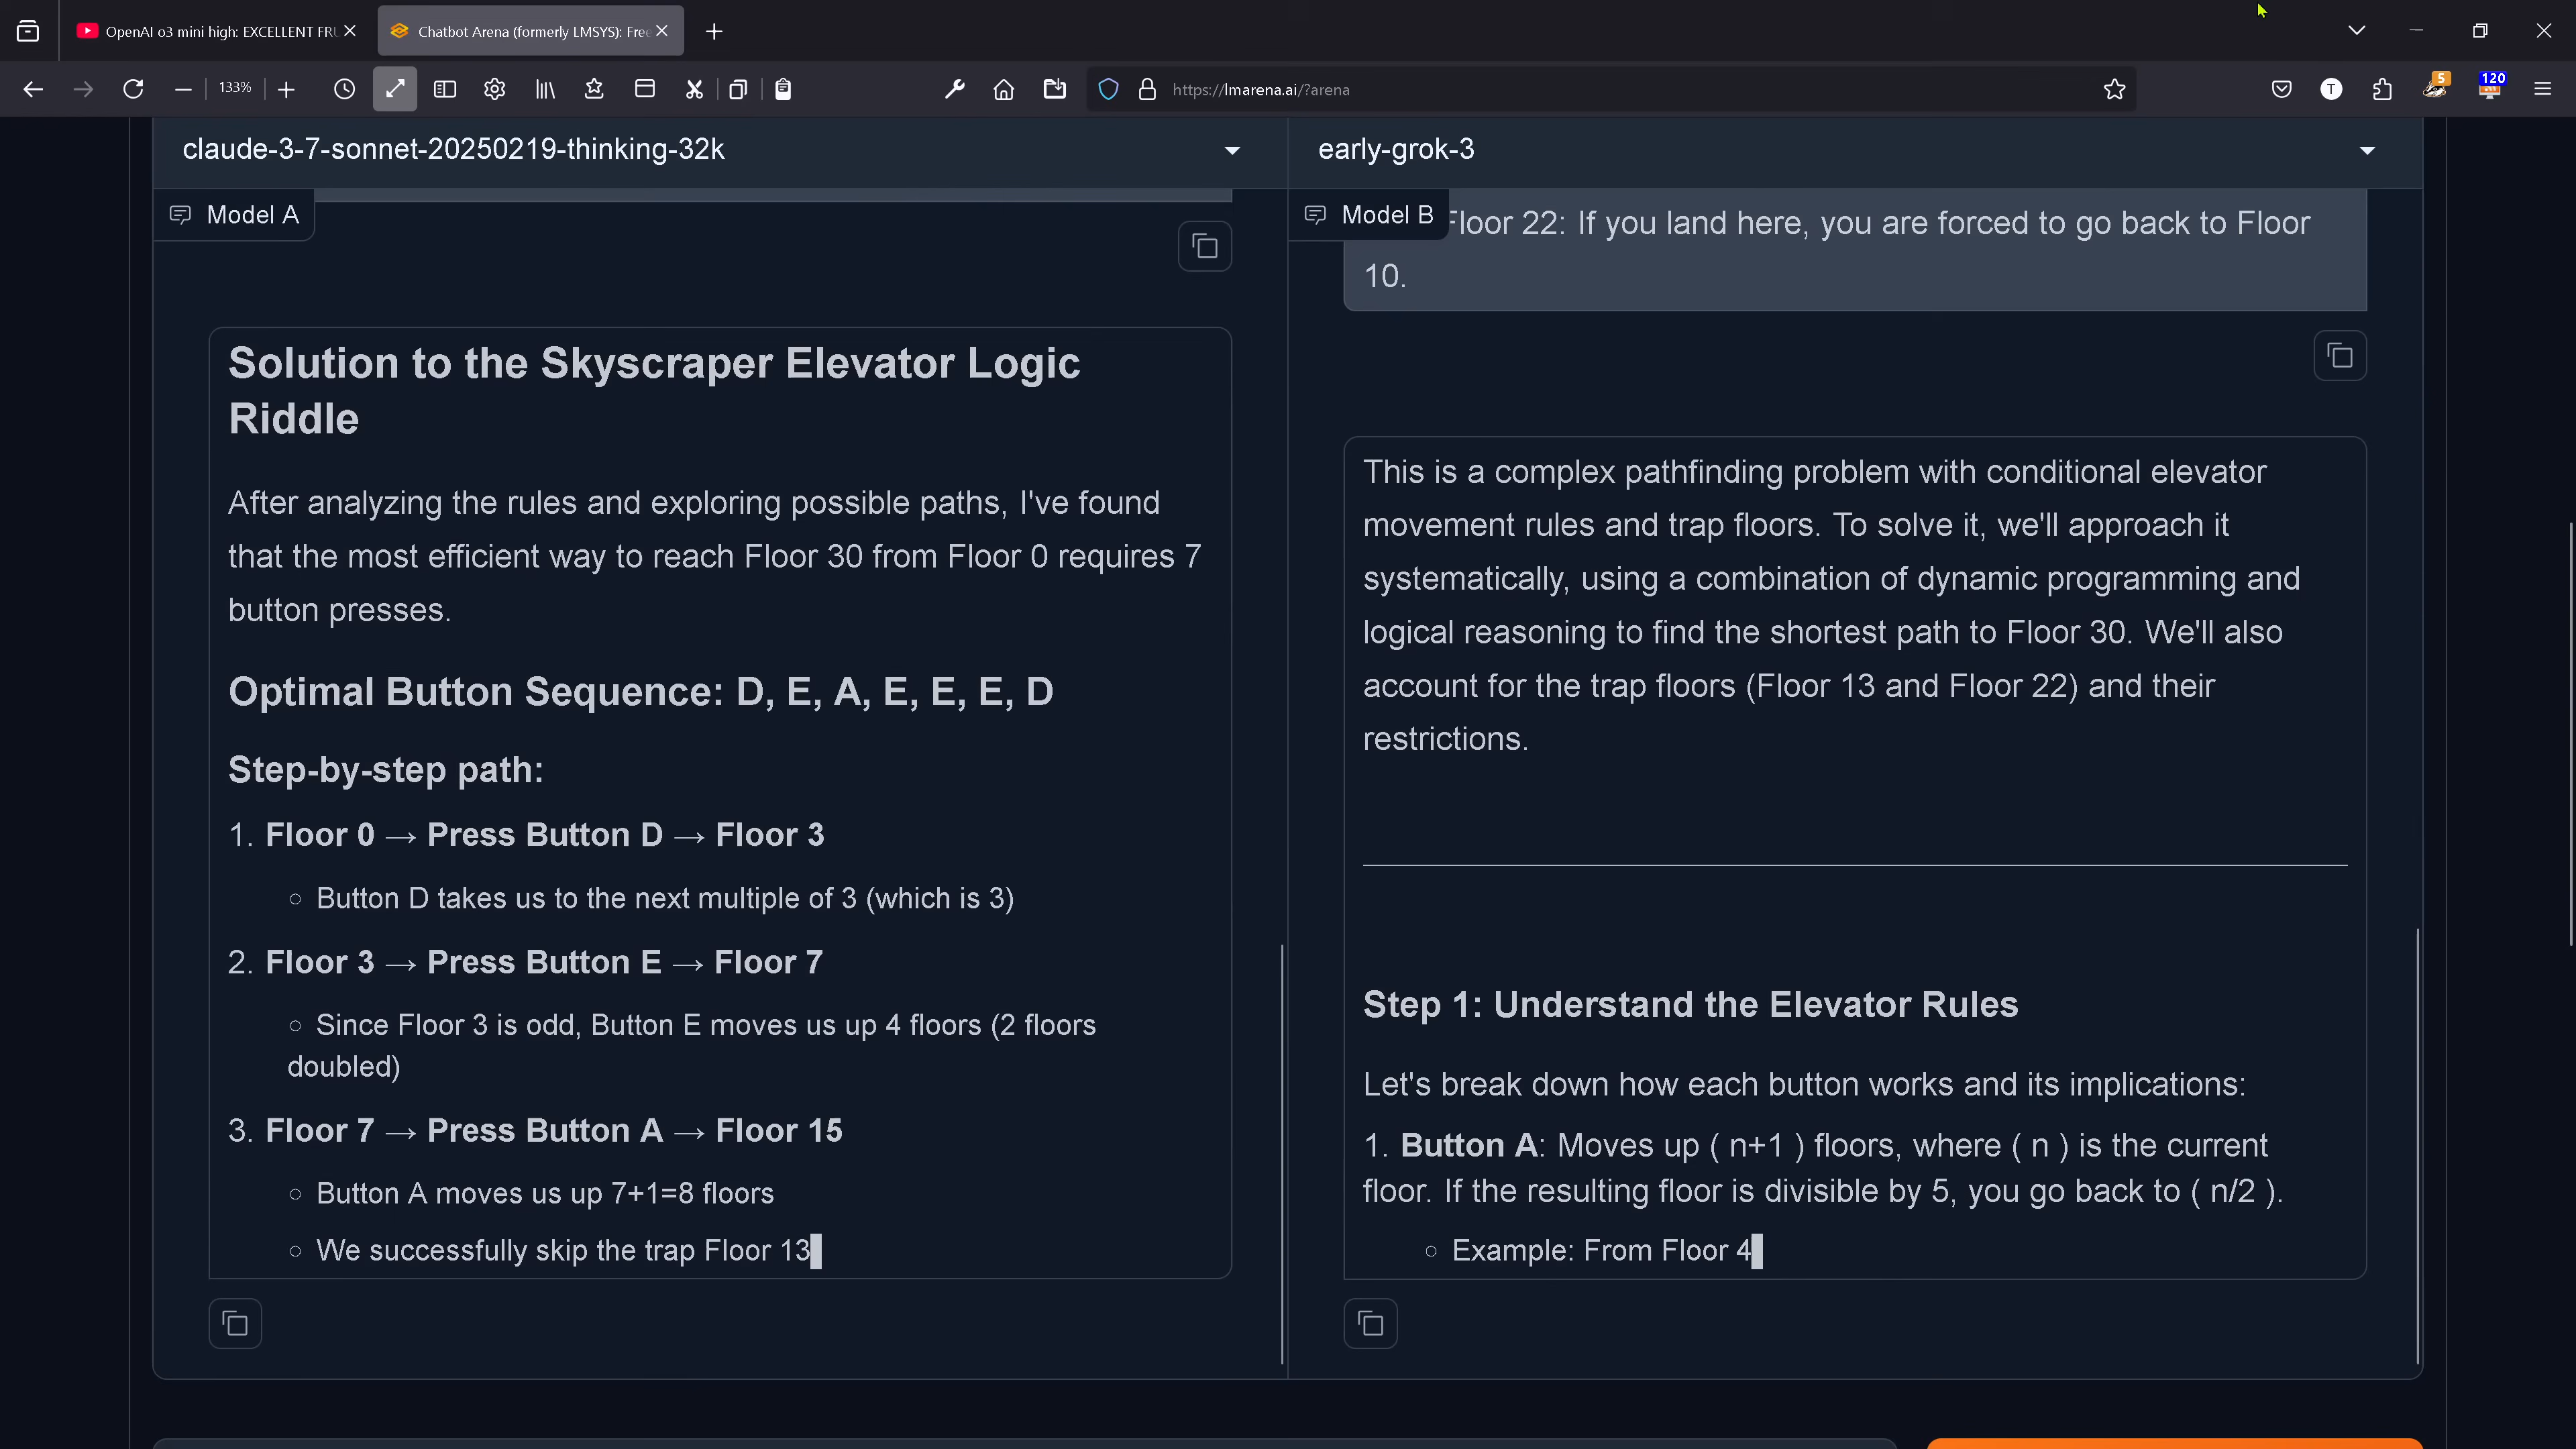 OpenAI o3 mini high: EXCELLENT FRU
Chatbot Arena (formerly LMSYS): Free
133%
https://lmarena.ai/?arena
T
5
120
claude-3-7-sonnet-20250219-thinking-32k
Model A
Solution to the Skyscraper Elevator Logic
Riddle
After analyzing the rules and exploring possible paths, I've found
that the most efficient way to reach Floor 30 from Floor 0 requires 7
button presses.
Optimal Button Sequence: D, E, A, E, E, E, D
Step-by-step path:
1. Floor 0 → Press Button D → Floor 3
○ Button D takes us to the next multiple of 3 (which is 3)
2. Floor 3 → Press Button E → Floor 7
○ Since Floor 3 is odd, Button E moves us up 4 floors (2 floors
doubled)
3. Floor 7 → Press Button A → Floor 15
○ Button A moves us up 7+1=8 floors
○ We successfully skip the trap Floor 13
early-grok-3
Model B
Floor 22: If you land here, you are forced to go back to Floor
10.
This is a complex pathfinding problem with conditional elevator
movement rules and trap floors. To solve it, we'll approach it
systematically, using a combination of dynamic programming and
logical reasoning to find the shortest path to Floor 30. We'll also
account for the trap floors (Floor 13 and Floor 22) and their
restrictions.
Step 1: Understand the Elevator Rules
Let's break down how each button works and its implications:
1. Button A: Moves up ( n+1 ) floors, where ( n ) is the current
floor. If the resulting floor is divisible by 5, you go back to ( n/2 ).
○ Example: From Floor 4